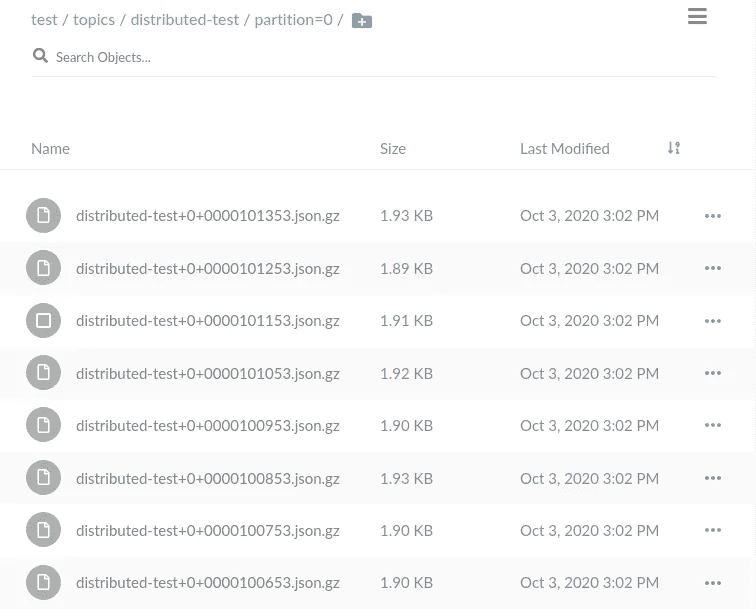 test / topics / distributed-test / partition=0 /
Search Objects...
Name Size Last Modified
distributed-test+0+0000101353.json.gz 1.93 KB Oct 3, 2020 3:02 PM
distributed-test+0+0000101253.json.gz 1.89 KB Oct 3, 2020 3:02 PM
distributed-test+0+0000101153.json.gz 1.91 KB Oct 3, 2020 3:02 PM
distributed-test+0+0000101053.json.gz 1.92 KB Oct 3, 2020 3:02 PM
distributed-test+0+0000100953.json.gz 1.90 KB Oct 3, 2020 3:02 PM
distributed-test+0+0000100853.json.gz 1.93 KB Oct 3, 2020 3:02 PM
distributed-test+0+0000100753.json.gz 1.90 KB Oct 3, 2020 3:02 PM
distributed-test+0+0000100653.json.gz 1.90 KB Oct 3, 2020 3:02 PM